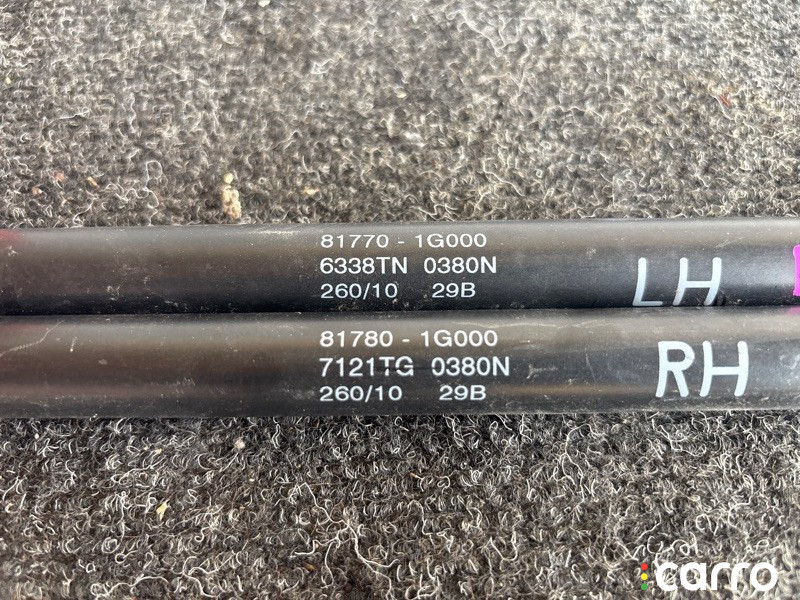 81770 - 1G000
6338TN 0380N
260/10 29B
LH
81780 - 1G000
7121TG 0380N
260/10 29B
RH
carro